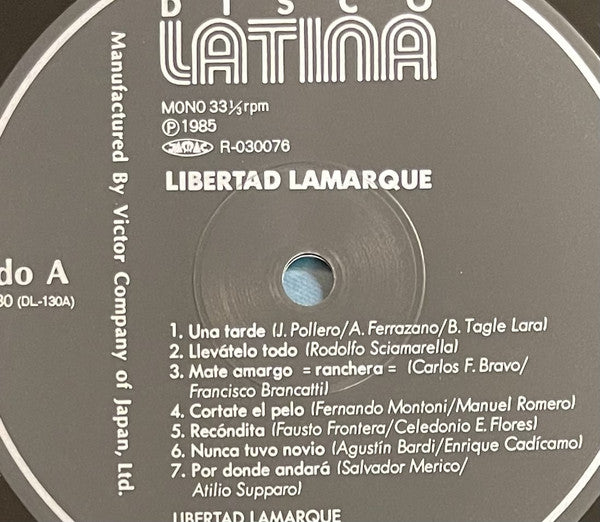 DISCO
LATINA
MONO 33⅓rpm
Ⓟ1985
JASRAC R-030076
LIBERTAD LAMARQUE
do A
30 (DL-130A)
Manufactured By Victor Company of Japan, Ltd.
1. Una tarde (J. Pollero/A. Ferrazano/B. Tagle Lara)
2. Llevátelo todo (Rodolfo Sciamarella)
3. Mate amargo = ranchera = (Carlos F. Bravo/
Francisco Brancatti)
4. Cortate el pelo (Fernando Montoni/Manuel Romero)
5. Recóndita (Fausto Frontera/Celedonio E. Flores)
6. Nunca tuvo novio (Agustín Bardi/Enrique Cadícamo)
7. Por donde andará (Salvador Merico/
Atilio Supparo)
LIBERTAD LAMARQUE